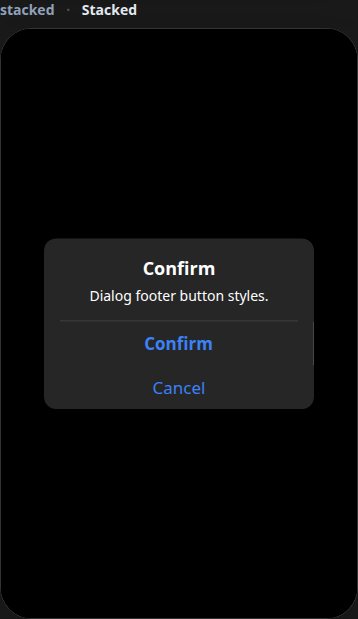 stacked · Stacked
Confirm
Dialog footer button styles.
Confirm
Cancel